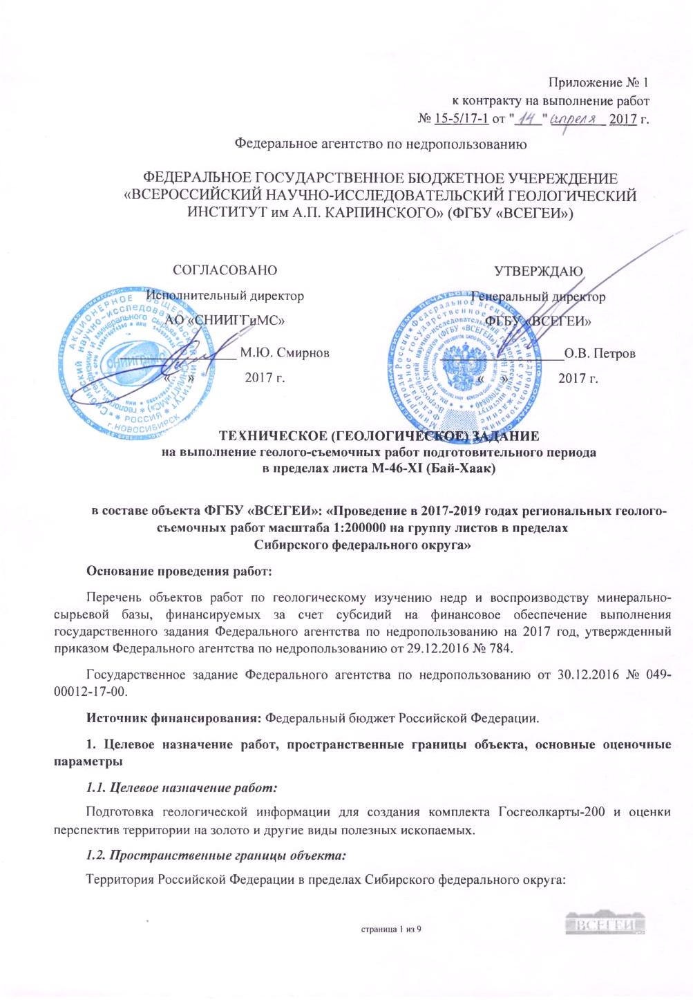 Приложение № 1
к контракту на выполнение работ
№ 15-5/17-1 от "14" апреля 2017 г.
Федеральное агентство по недропользованию
ФЕДЕРАЛЬНОЕ ГОСУДАРСТВЕННОЕ БЮДЖЕТНОЕ УЧЕРЕЖДЕНИЕ
«ВСЕРОССИЙСКИЙ НАУЧНО-ИССЛЕДОВАТЕЛЬСКИЙ ГЕОЛОГИЧЕСКИЙ
ИНСТИТУТ им А.П. КАРПИНСКОГО» (ФГБУ «ВСЕГЕИ»)
СОГЛАСОВАНО
Исполнительный директор
АО «СНИИГГиМС»
М.Ю. Смирнов
« » 2017 г.
УТВЕРЖДАЮ
Генеральный директор
ФГБУ «ВСЕГЕИ»
О.В. Петров
« » 2017 г.
АКЦИОНЕРНОЕ ОБЩЕСТВО
РОССИЯ
г.НОВОСИБИРСК
ТЕХНИЧЕСКОЕ (ГЕОЛОГИЧЕСКОЕ) ЗАДАНИЕ
на выполнение геолого-съемочных работ подготовительного периода
в пределах листа М-46-XI (Бай-Хаак)
в составе объекта ФГБУ «ВСЕГЕИ»: «Проведение в 2017-2019 годах региональных геолого-
съемочных работ масштаба 1:200000 на группу листов в пределах
Сибирского федерального округа»
Основание проведения работ:
Перечень объектов работ по геологическому изучению недр и воспроизводству минерально-
сырьевой базы, финансируемых за счет субсидий на финансовое обеспечение выполнения
государственного задания Федерального агентства по недропользованию на 2017 год, утвержденный
приказом Федерального агентства по недропользованию от 29.12.2016 № 784.
Государственное задание Федерального агентства по недропользованию от 30.12.2016 № 049-
00012-17-00.
Источник финансирования: Федеральный бюджет Российской Федерации.
1. Целевое назначение работ, пространственные границы объекта, основные оценочные
параметры
1.1. Целевое назначение работ:
Подготовка геологической информации для создания комплекта Госгеолкарты-200 и оценки
перспектив территории на золото и другие виды полезных ископаемых.
1.2. Пространственные границы объекта:
Территория Российской Федерации в пределах Сибирского федерального округа:
страница 1 из 9
ВСЕГЕИ